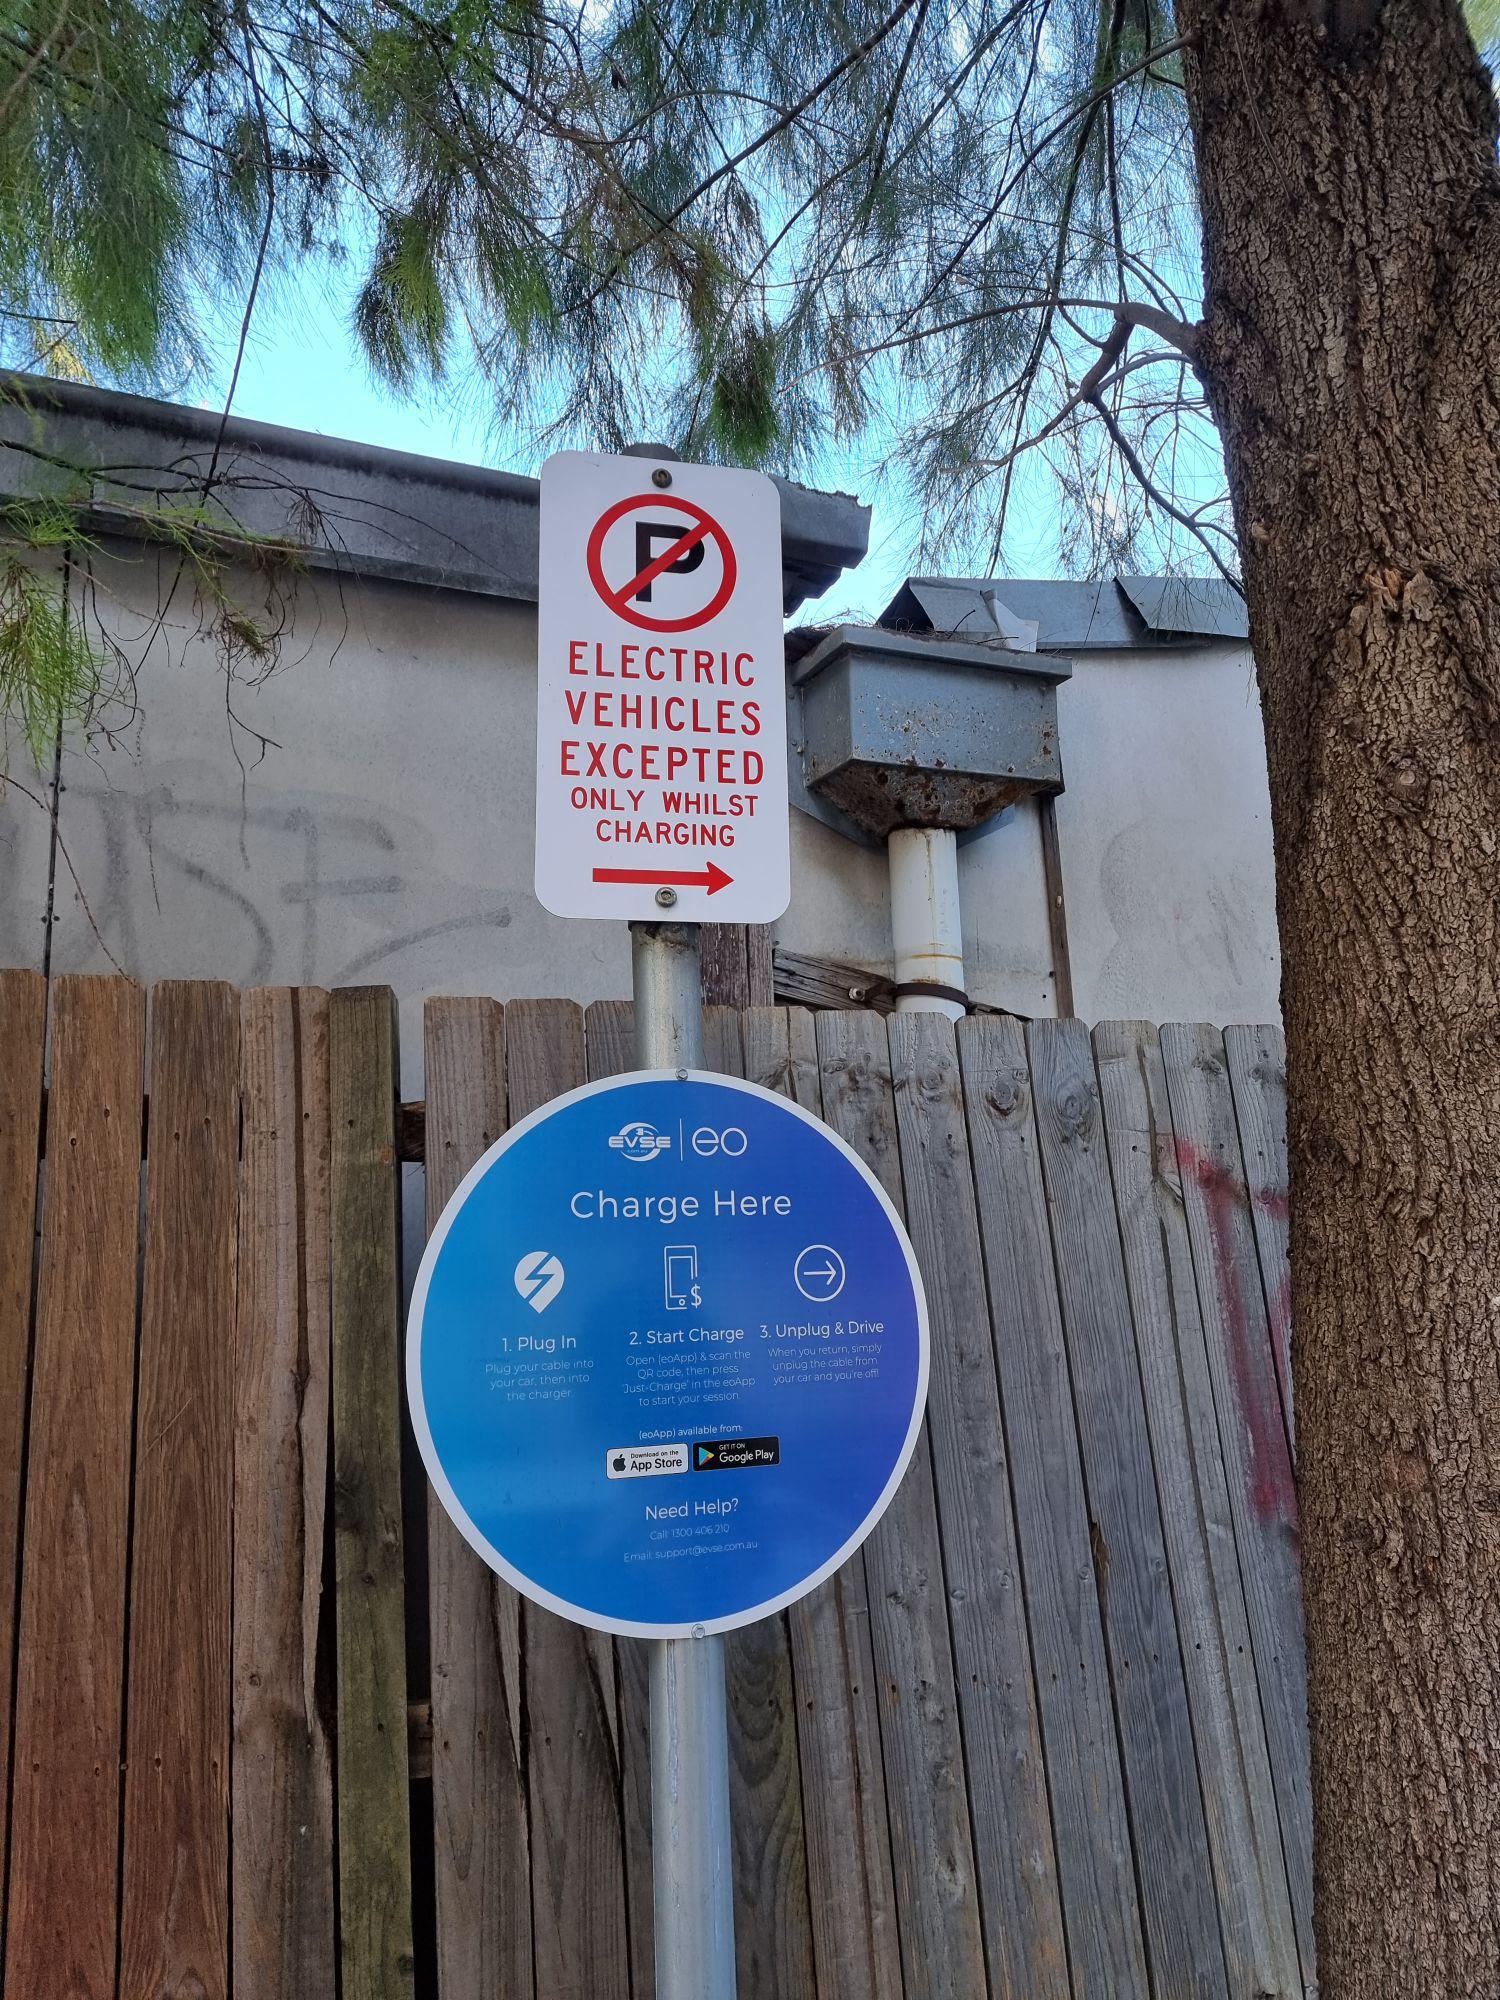 P
ELECTRIC
VEHICLES
EXCEPTED
ONLY WHILST
CHARGING
EVSE
com.au
eo
Charge Here
$
1. Plug In
Plug your cable into
your car, then into
the charger.
2. Start Charge
Open (eoApp) & scan the
QR code, then press
'Just-Charge' in the eoApp
to start your session.
3. Unplug & Drive
When you return, simply
unplug the cable from
your car and you're off!
(eoApp) available from:
Download on the
App Store
GET IT ON
Google Play
Need Help?
Call: 1300 406 210
Email: support@evse.com.au